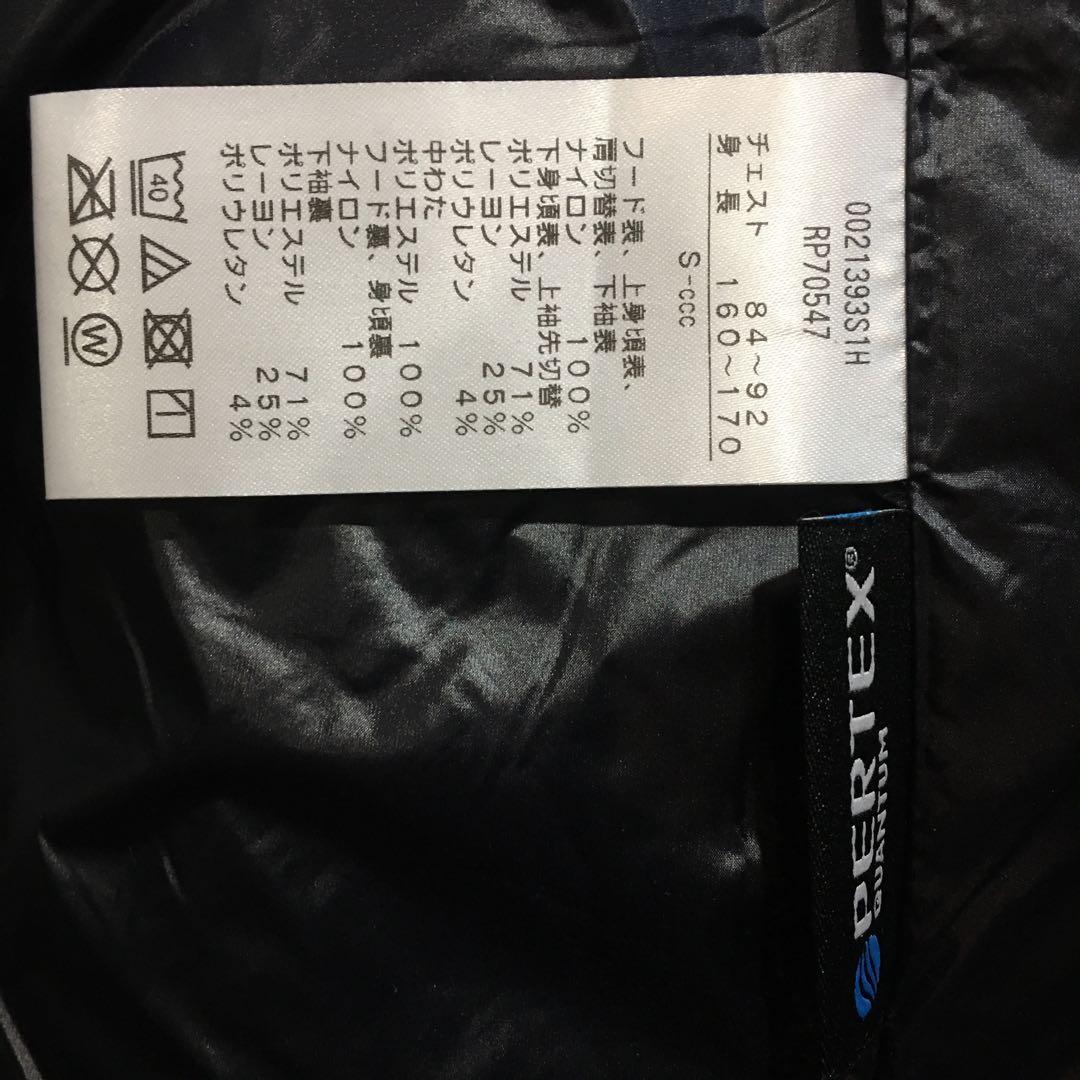 0021393S1H
RP70547
チェスト 84～92
身長 160～170
S-ccc
フード表、上身頃表、
肩切替表、下袖表
ナイロン 100%
下身頃表、上袖先切替
ポリエステル 71%
レーヨン 25%
ポリウレタン 4%
中わた
ポリエステル 100%
フード裏、身頃裏
ナイロン 100%
下袖裏
ポリエステル 71%
レーヨン 25%
ポリウレタン 4%
40
W
PERTEX®
QUANTUM